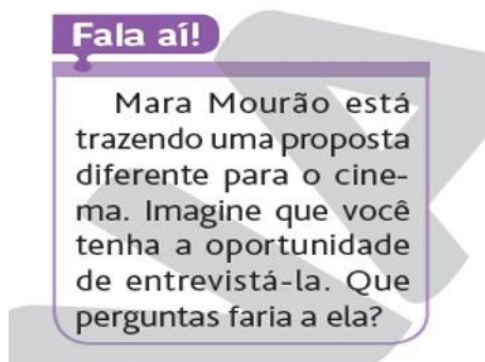 Fala aí!
Mara Mourão está
trazendo uma proposta
diferente para o cine-
ma. Imagine que você
tenha a oportunidade
de entrevistá-la. Que
perguntas faria a ela?